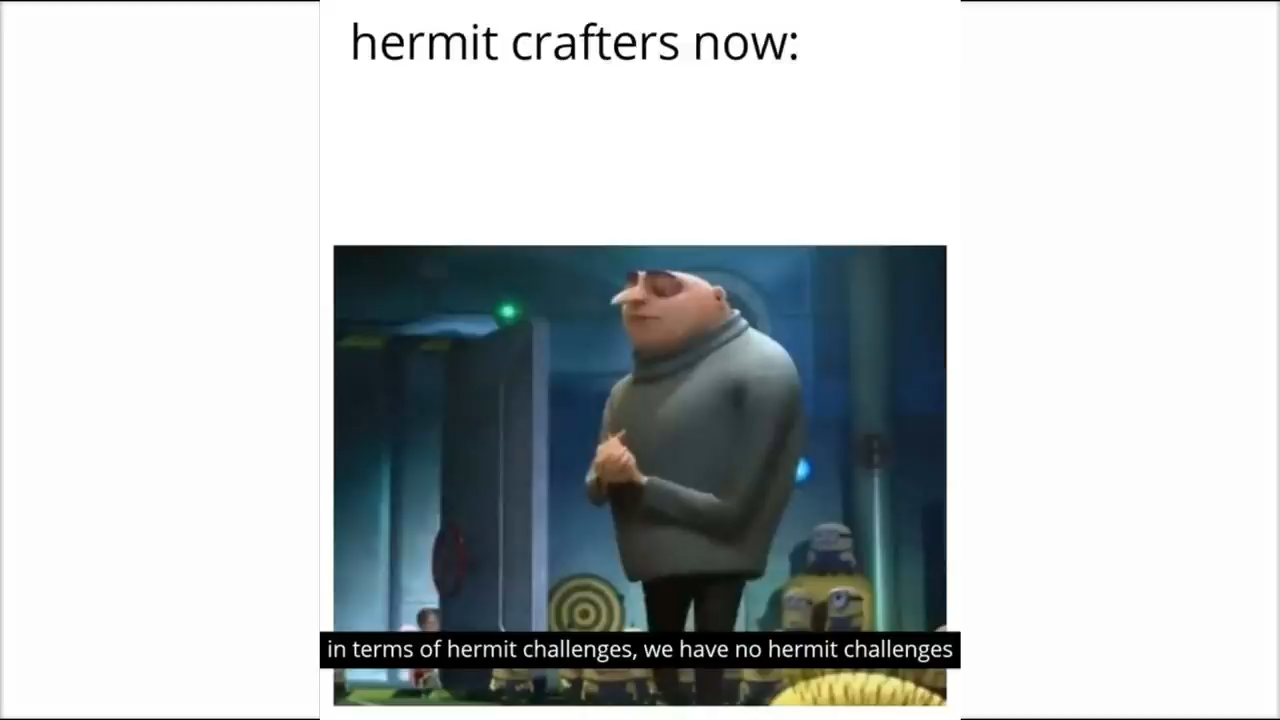 hermit crafters now:
in terms of hermit challenges, we have no hermit challenges